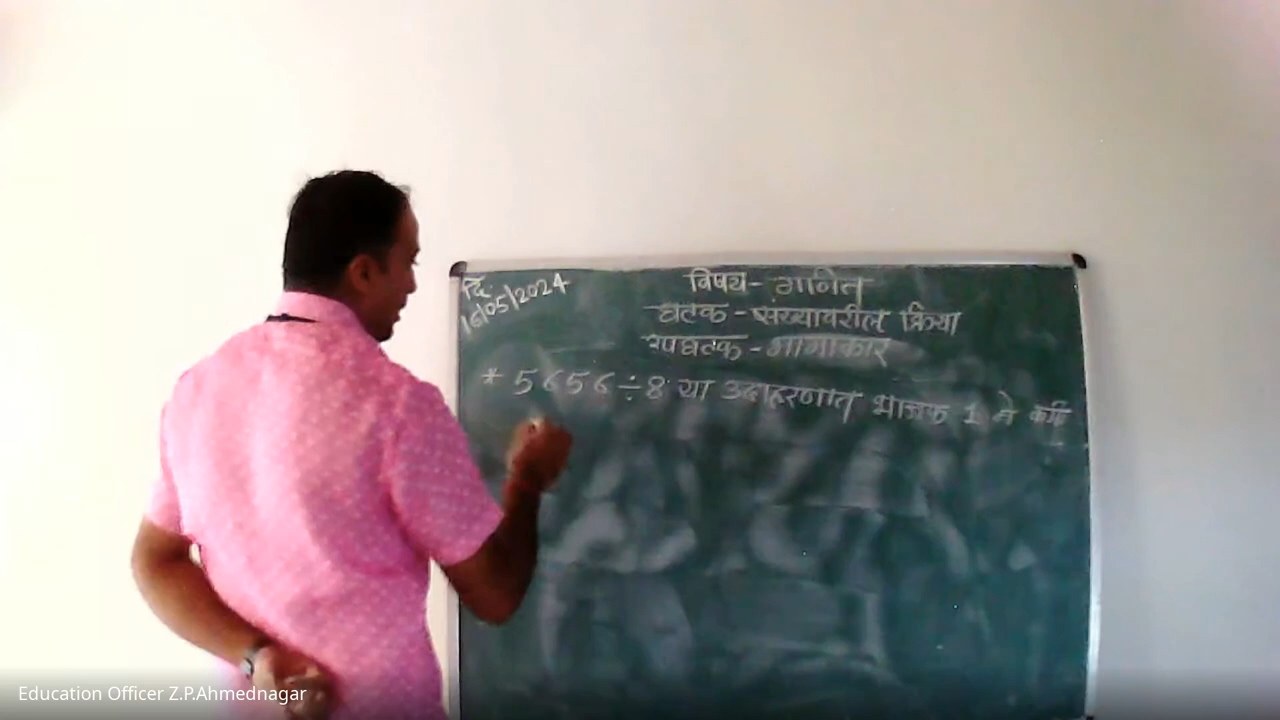 दि.
16/05/2024
विषय - गणित
घटक - संख्यावरील क्रिया
उपघटक - भागाकार
* 5656 ÷ 8 या उदाहरणात भाजक 1 ने कमी
Education Officer Z.P.Ahmednagar